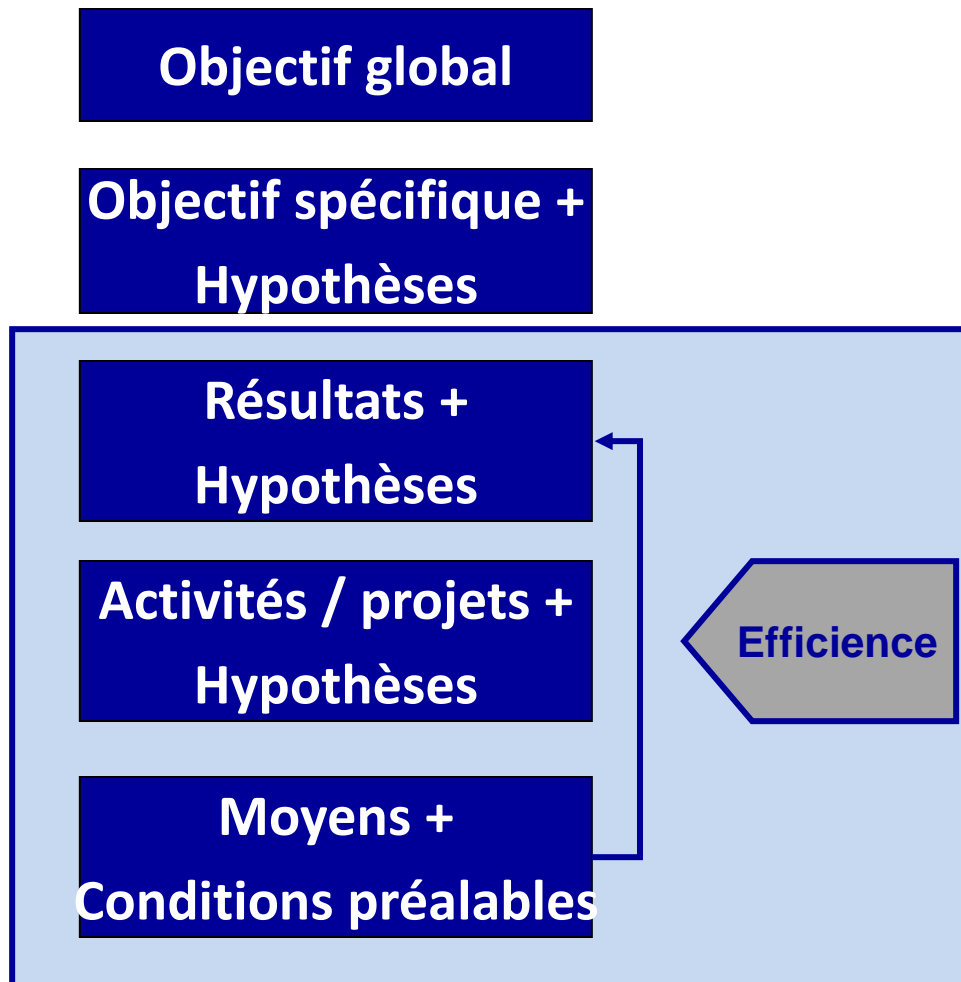 Objectif global
Objectif spécifique +
Hypothèses
Résultats +
Hypothèses
Activités / projets +
Hypothèses
Efficience
Moyens +
Conditions préalables